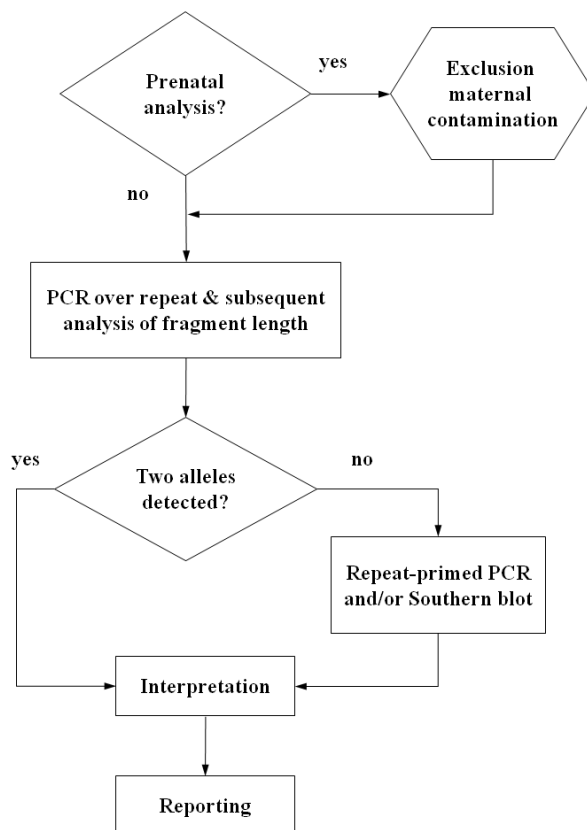 Prenatal
analysis?
yes
Exclusion
maternal
contamination
no
PCR over repeat & subsequent
analysis of fragment length
yes
Two alleles
detected?
no
Repeat-primed PCR
and/or Southern blot
Interpretation
Reporting